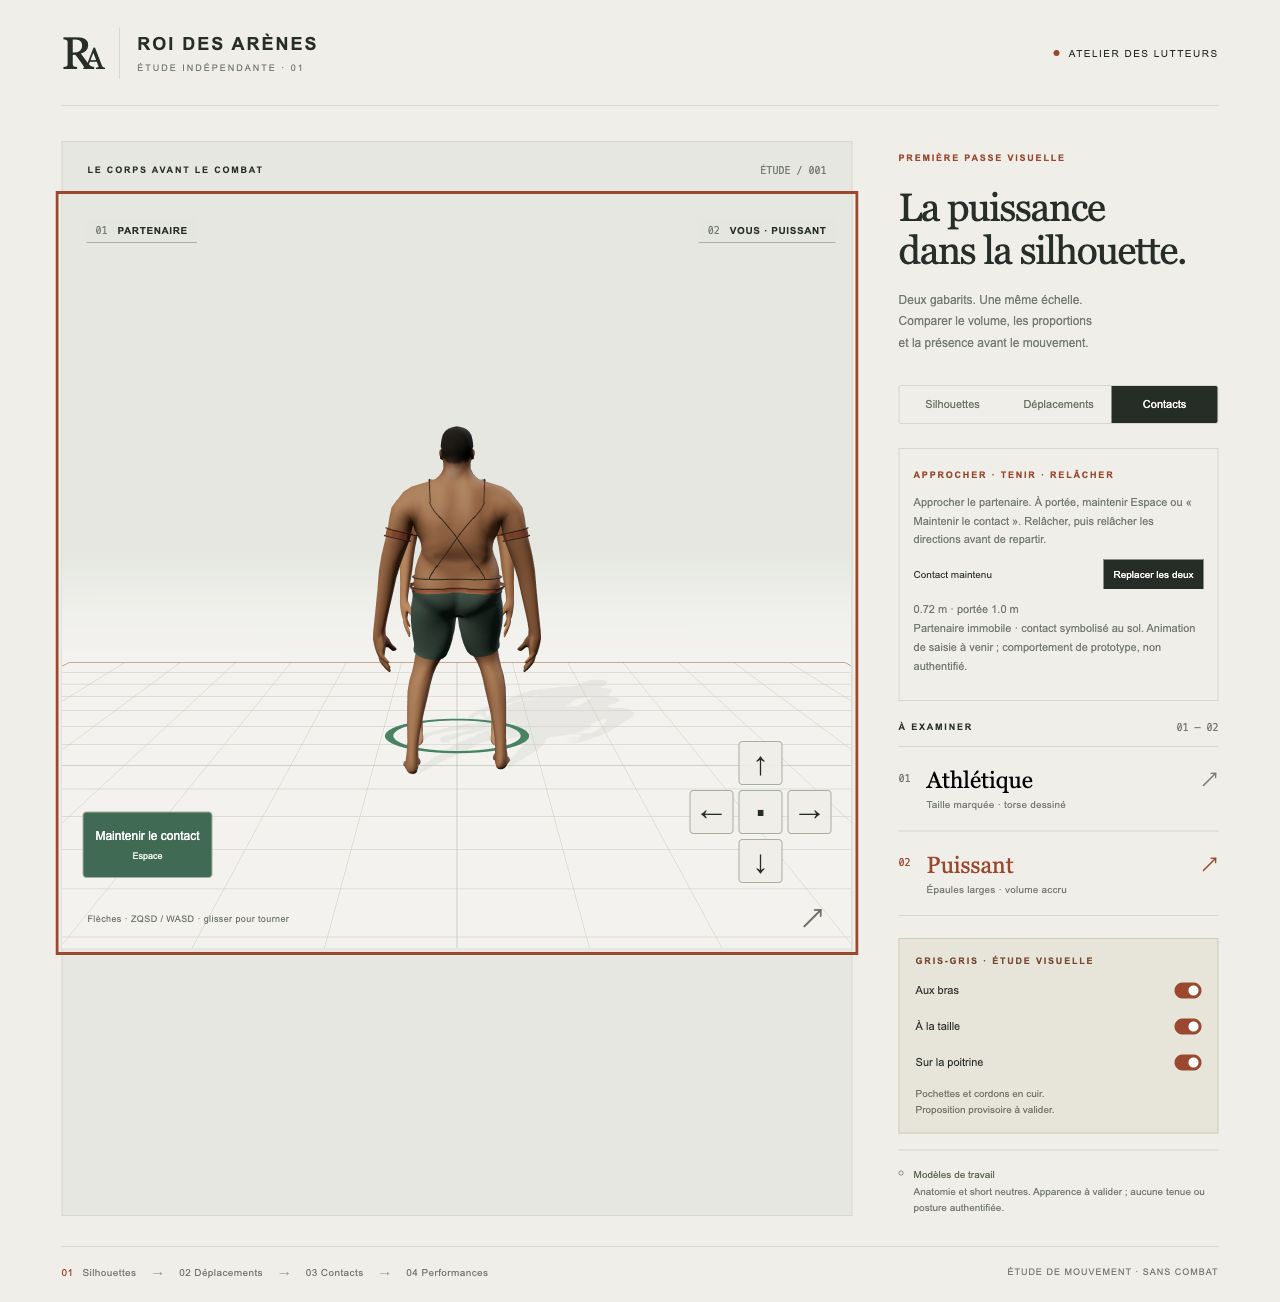 RA
ROI DES ARÈNES
ÉTUDE INDÉPENDANTE · 01
ATELIER DES LUTTEURS
LE CORPS AVANT LE COMBAT
ÉTUDE / 001
01 PARTENAIRE
02 VOUS · PUISSANT
↑
← ▪ →
↓
Maintenir le contact
Espace
Flèches · ZQSD / WASD · glisser pour tourner
PREMIÈRE PASSE VISUELLE
La puissance
dans la silhouette.
Deux gabarits. Une même échelle.
Comparer le volume, les proportions
et la présence avant le mouvement.
Silhouettes
Déplacements
Contacts
APPROCHER · TENIR · RELÂCHER
Approcher le partenaire. À portée, maintenir Espace ou «
Maintenir le contact ». Relâcher, puis relâcher les
directions avant de repartir.
Contact maintenu
Replacer les deux
0.72 m · portée 1.0 m
Partenaire immobile · contact symbolisé au sol. Animation
de saisie à venir ; comportement de prototype, non
authentifié.
À EXAMINER
01 — 02
01 Athlétique ↗
Taille marquée · torse dessiné
02 Puissant ↗
Épaules larges · volume accru
GRIS-GRIS · ÉTUDE VISUELLE
Aux bras
À la taille
Sur la poitrine
Pochettes et cordons en cuir.
Proposition provisoire à valider.
Modèles de travail
Anatomie et short neutres. Apparence à valider ; aucune tenue ou
posture authentifiée.
01 Silhouettes → 02 Déplacements → 03 Contacts → 04 Performances
ÉTUDE DE MOUVEMENT · SANS COMBAT